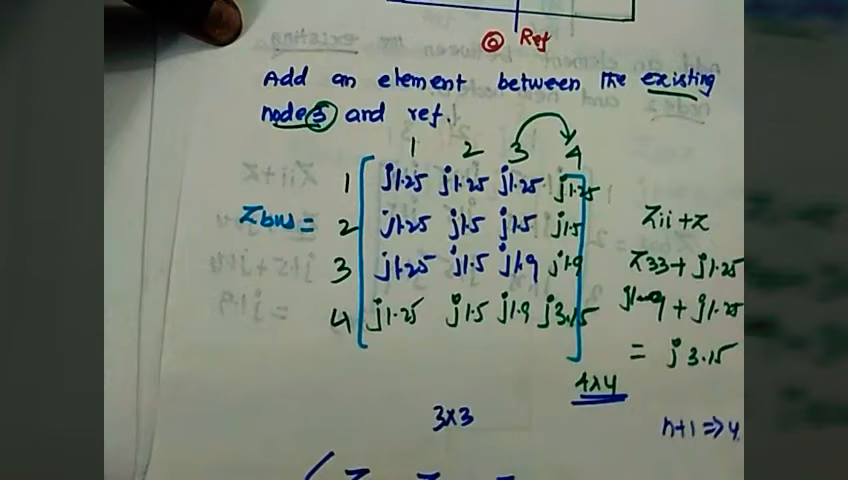 ⓪ Ref
Add an element between the existing
node 3 and ref.
1 2 3 4
1 j1.25 j1.25 j1.25 j1.25
Zbus = 2 j1.25 j1.5 j1.5 j1.5
3 j1.25 j1.5 j1.9 j1.9
4 j1.25 j1.5 j1.9 j3.15
4x4
Zii + Z
Z33 + j1.25
j1.9 + j1.25
= j3.15
3x3
n+1 => 4